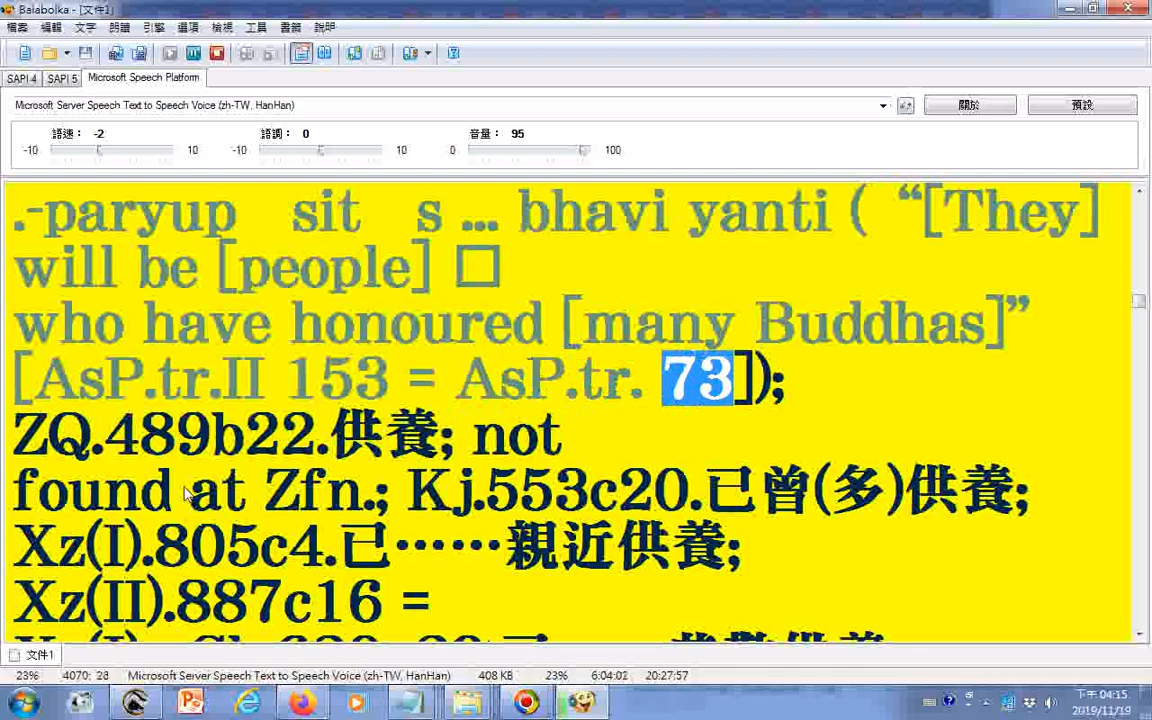 Balabolka - [文件1]
檔案 編輯 文字 朗讀 引擎 選項 檢視 工具 書籤 說明
SAPI 4 SAPI 5 Microsoft Speech Platform
Microsoft Server Speech Text to Speech Voice (zh-TW, HanHan) 關於 預設
語速: -2 語調: 0 音量: 95
-10 10 -10 10 0 100
.-paryup sit s ... bhavi yanti ( “[They]
will be [people] □
who have honoured [many Buddhas]”
[AsP.tr.II 153 = AsP.tr. 73]);
ZQ.489b22.供養; not
found at Zfn.; Kj.553c20.已曾(多)供養;
Xz(I).805c4.已……親近供養;
Xz(II).887c16 =
文件1
23% 4070: 28 Microsoft Server Speech Text to Speech Voice (zh-TW, HanHan) 408 KB 23% 6:04:02 20:27:57
下午 04:15
2019/11/19